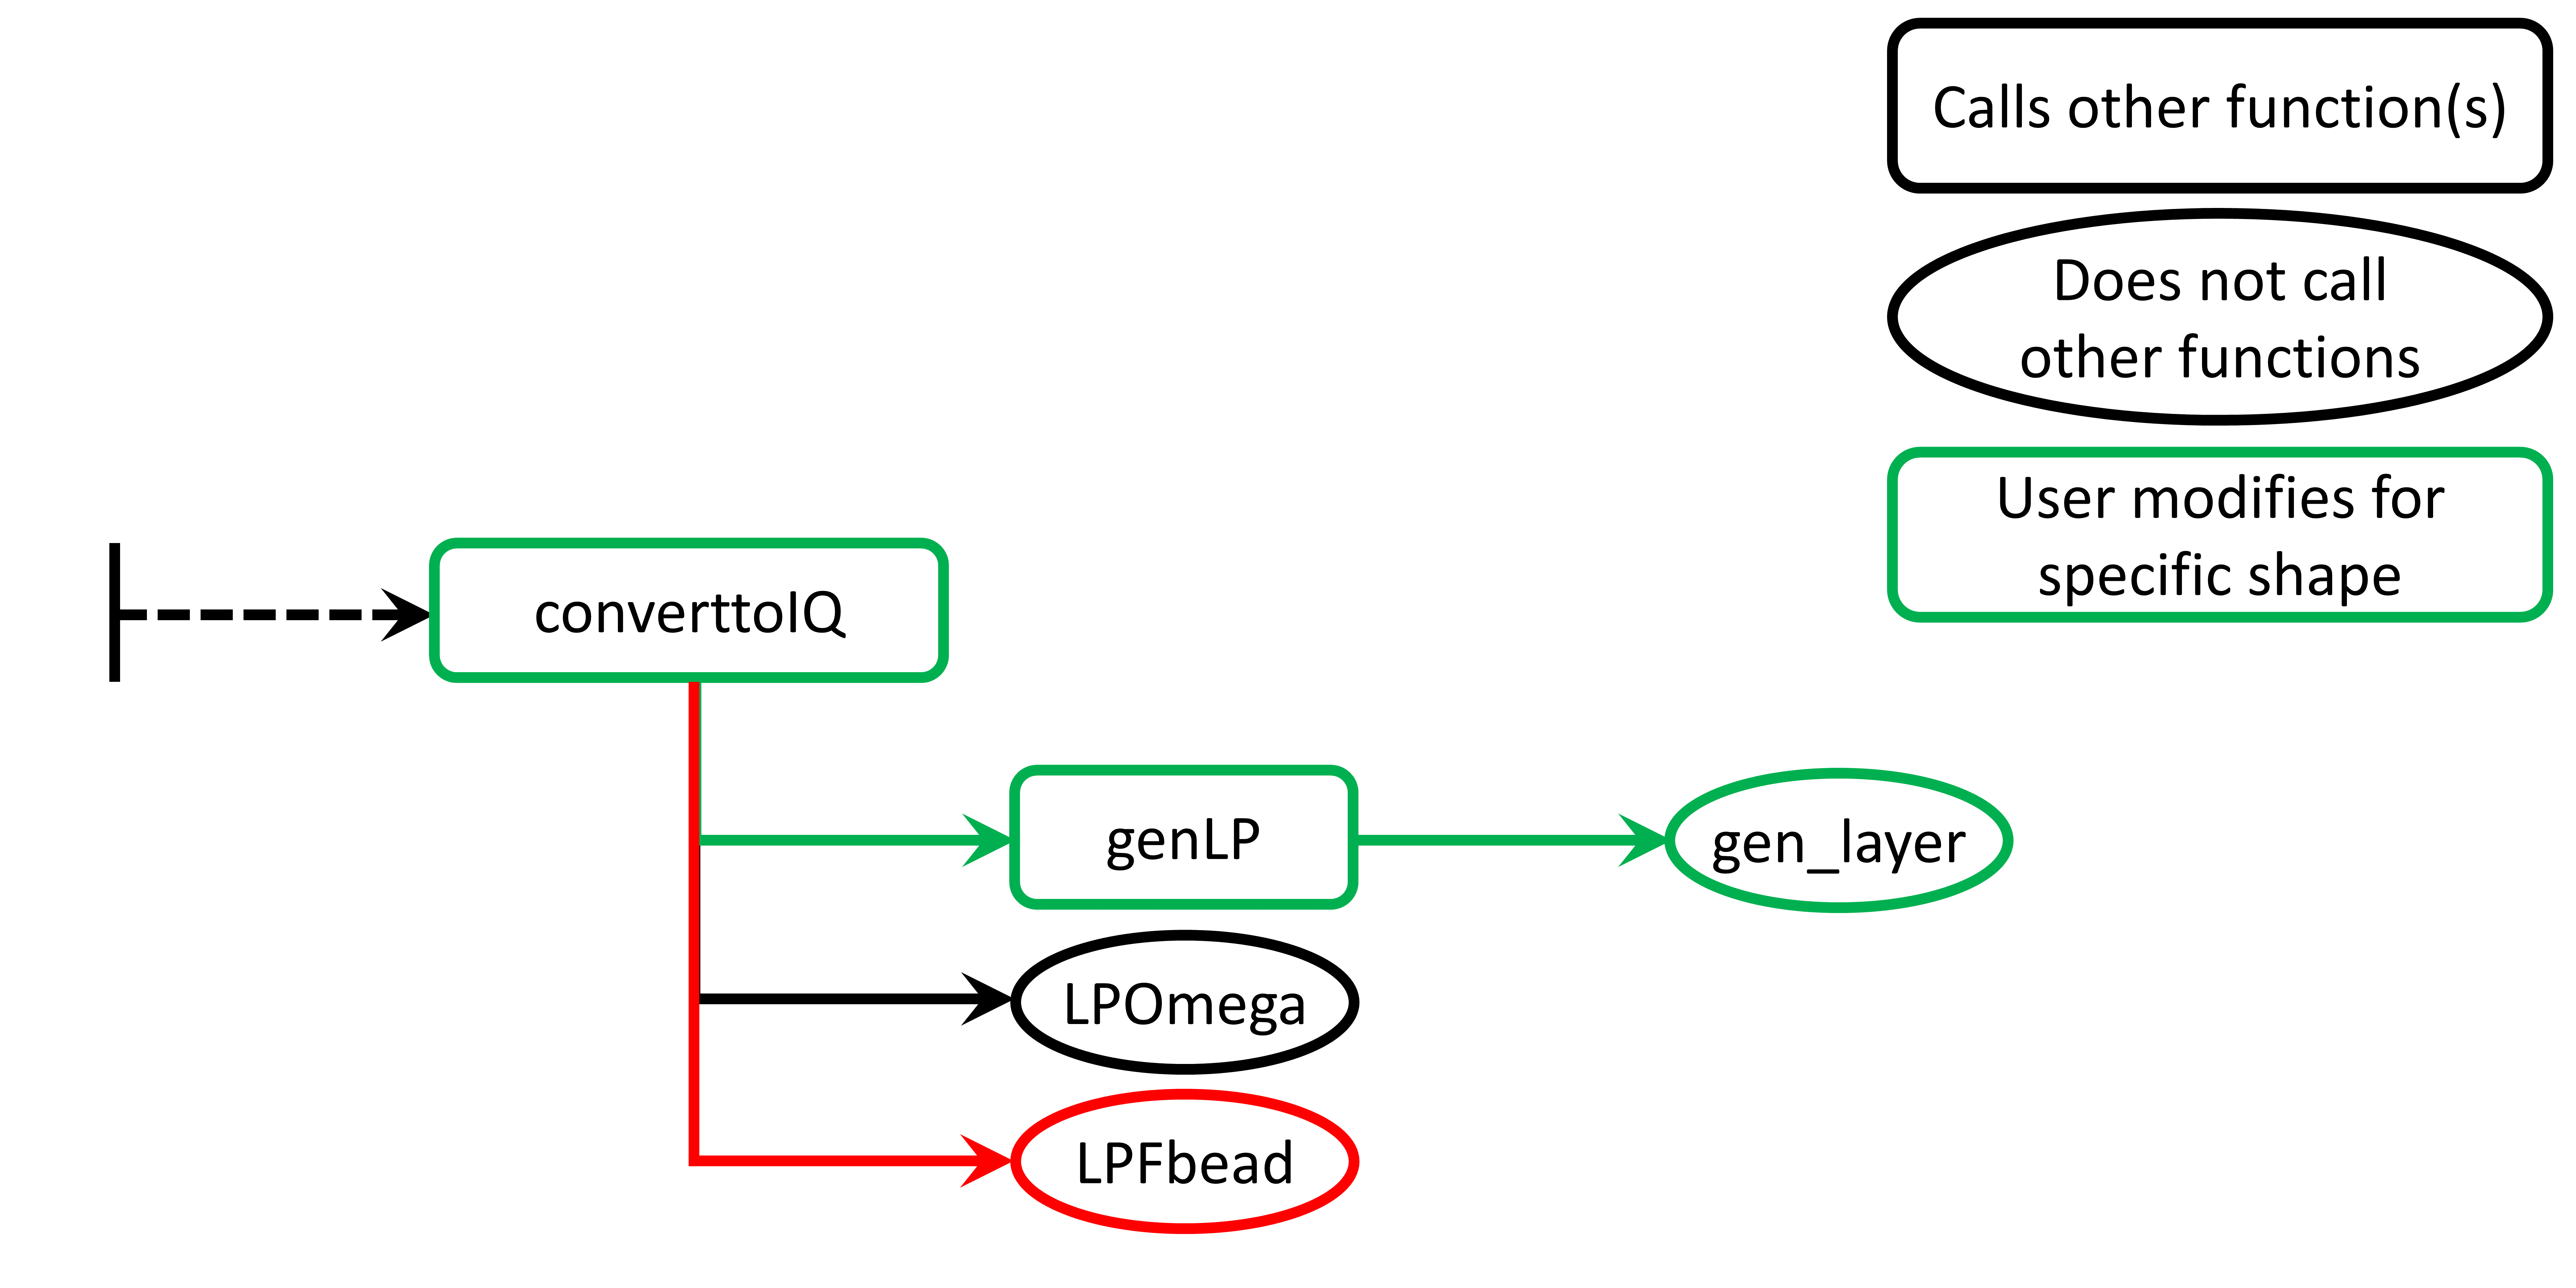 Calls other function(s)
Does not call
other functions
User modifies for
specific shape
converttoIQ
genLP
gen_layer
LPOmega
LPFbead